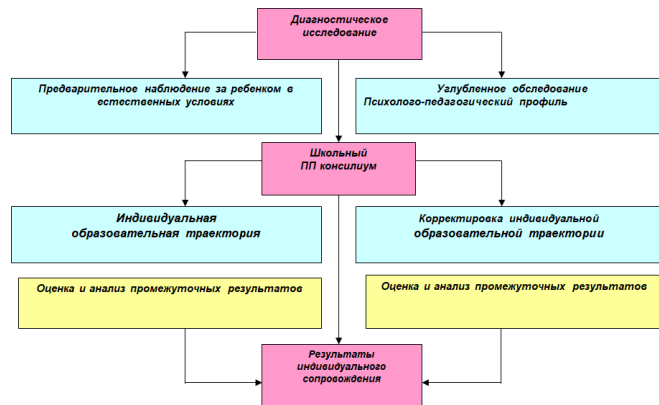 Диагностическое
исследование
Предварительное наблюдение за ребенком в
естественных условиях
Углубленное обследование
Психолого-педагогический профиль
Школьный
ПП консилиум
Индивидуальная
образовательная траектория
Корректировка индивидуальной
образовательной траектории
Оценка и анализ промежуточных результатов
Оценка и анализ промежуточных результатов
Результаты
индивидуального
сопровождения